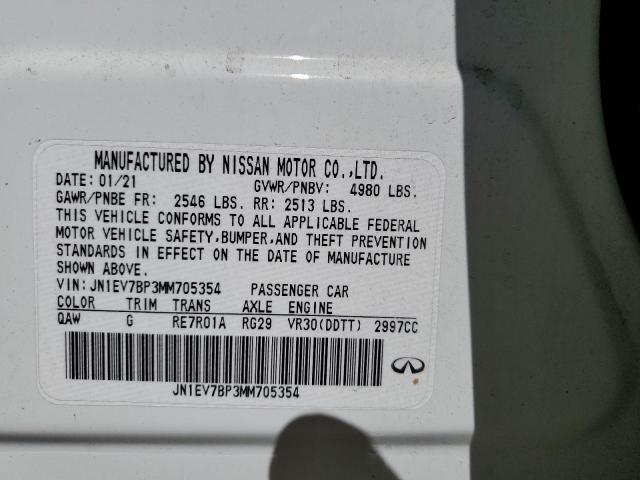 MANUFACTURED BY NISSAN MOTOR CO.,LTD.
DATE: 01/21 GVWR/PNBV: 4980 LBS.
GAWR/PNBE FR: 2546 LBS. RR: 2513 LBS.
THIS VEHICLE CONFORMS TO ALL APPLICABLE FEDERAL
MOTOR VEHICLE SAFETY,BUMPER,AND THEFT PREVENTION
STANDARDS IN EFFECT ON THE DATE OF MANUFACTURE
SHOWN ABOVE.
VIN: JN1EV7BP3MM705354 PASSENGER CAR
COLOR TRIM TRANS AXLE ENGINE
QAW G RE7R01A RG29 VR30(DDTT) 2997CC
JN1EV7BP3MM705354